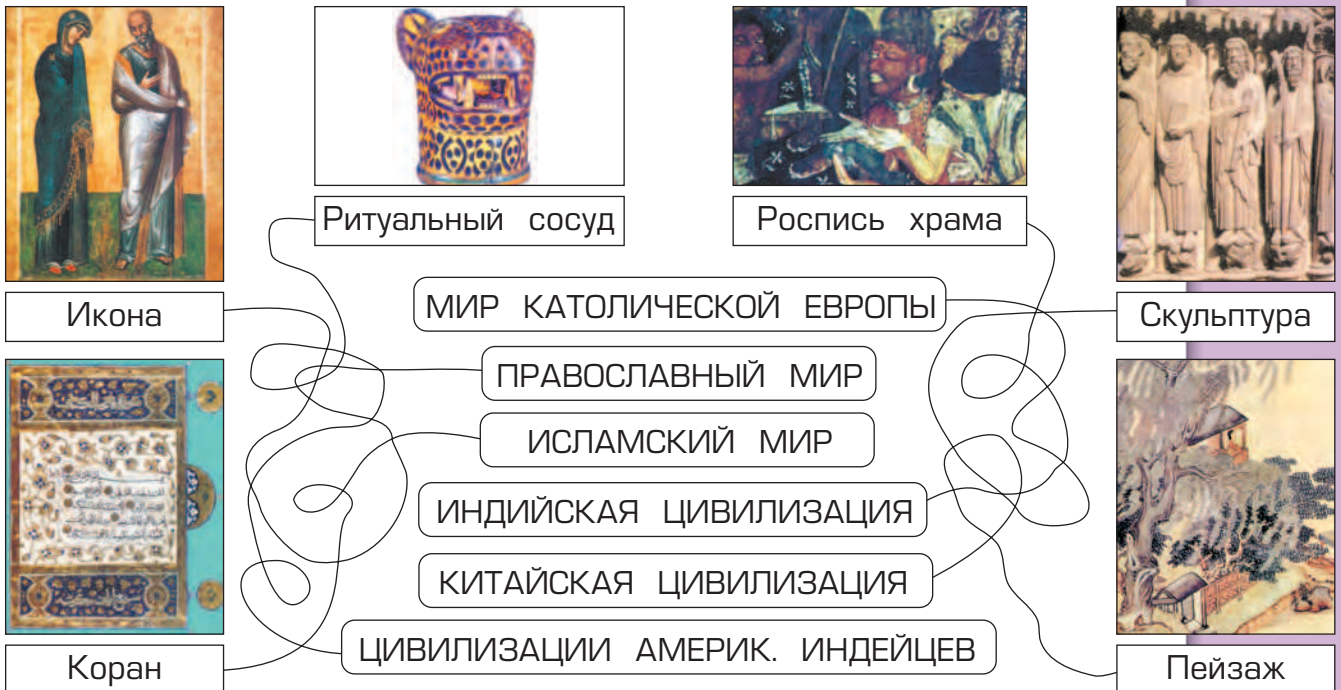 Ритуальный сосуд
Роспись храма
Икона
МИР КАТОЛИЧЕСКОЙ ЕВРОПЫ
Скульптура
ПРАВОСЛАВНЫЙ МИР
ИСЛАМСКИЙ МИР
ИНДИЙСКАЯ ЦИВИЛИЗАЦИЯ
КИТАЙСКАЯ ЦИВИЛИЗАЦИЯ
ЦИВИЛИЗАЦИИ АМЕРИК. ИНДЕЙЦЕВ
Коран
Пейзаж